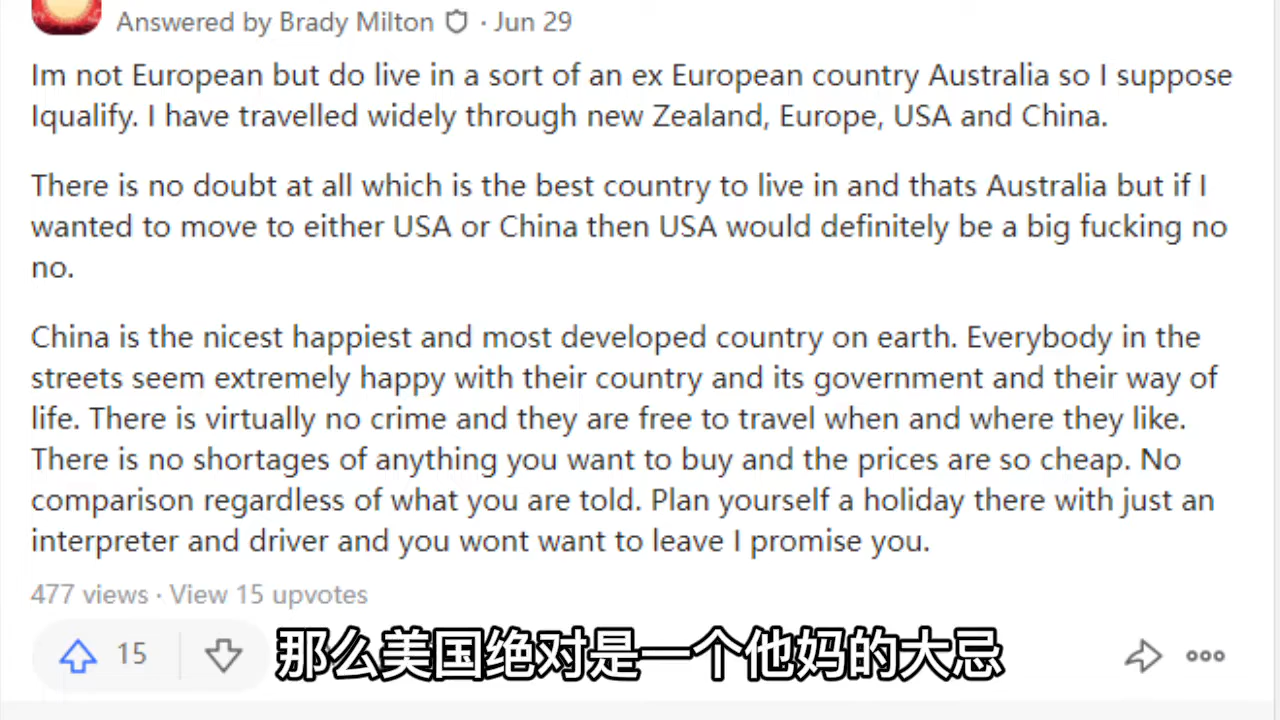 Answered by Brady Milton · Jun 29
Im not European but do live in a sort of an ex European country Australia so I suppose
Iqualify. I have travelled widely through new Zealand, Europe, USA and China.
There is no doubt at all which is the best country to live in and thats Australia but if I
wanted to move to either USA or China then USA would definitely be a big fucking no
no.
China is the nicest happiest and most developed country on earth. Everybody in the
streets seem extremely happy with their country and its government and their way of
life. There is virtually no crime and they are free to travel when and where they like.
There is no shortages of anything you want to buy and the prices are so cheap. No
comparison regardless of what you are told. Plan yourself a holiday there with just an
interpreter and driver and you wont want to leave I promise you.
477 views · View 15 upvotes
15
那么美国绝对是一个他妈的大忌